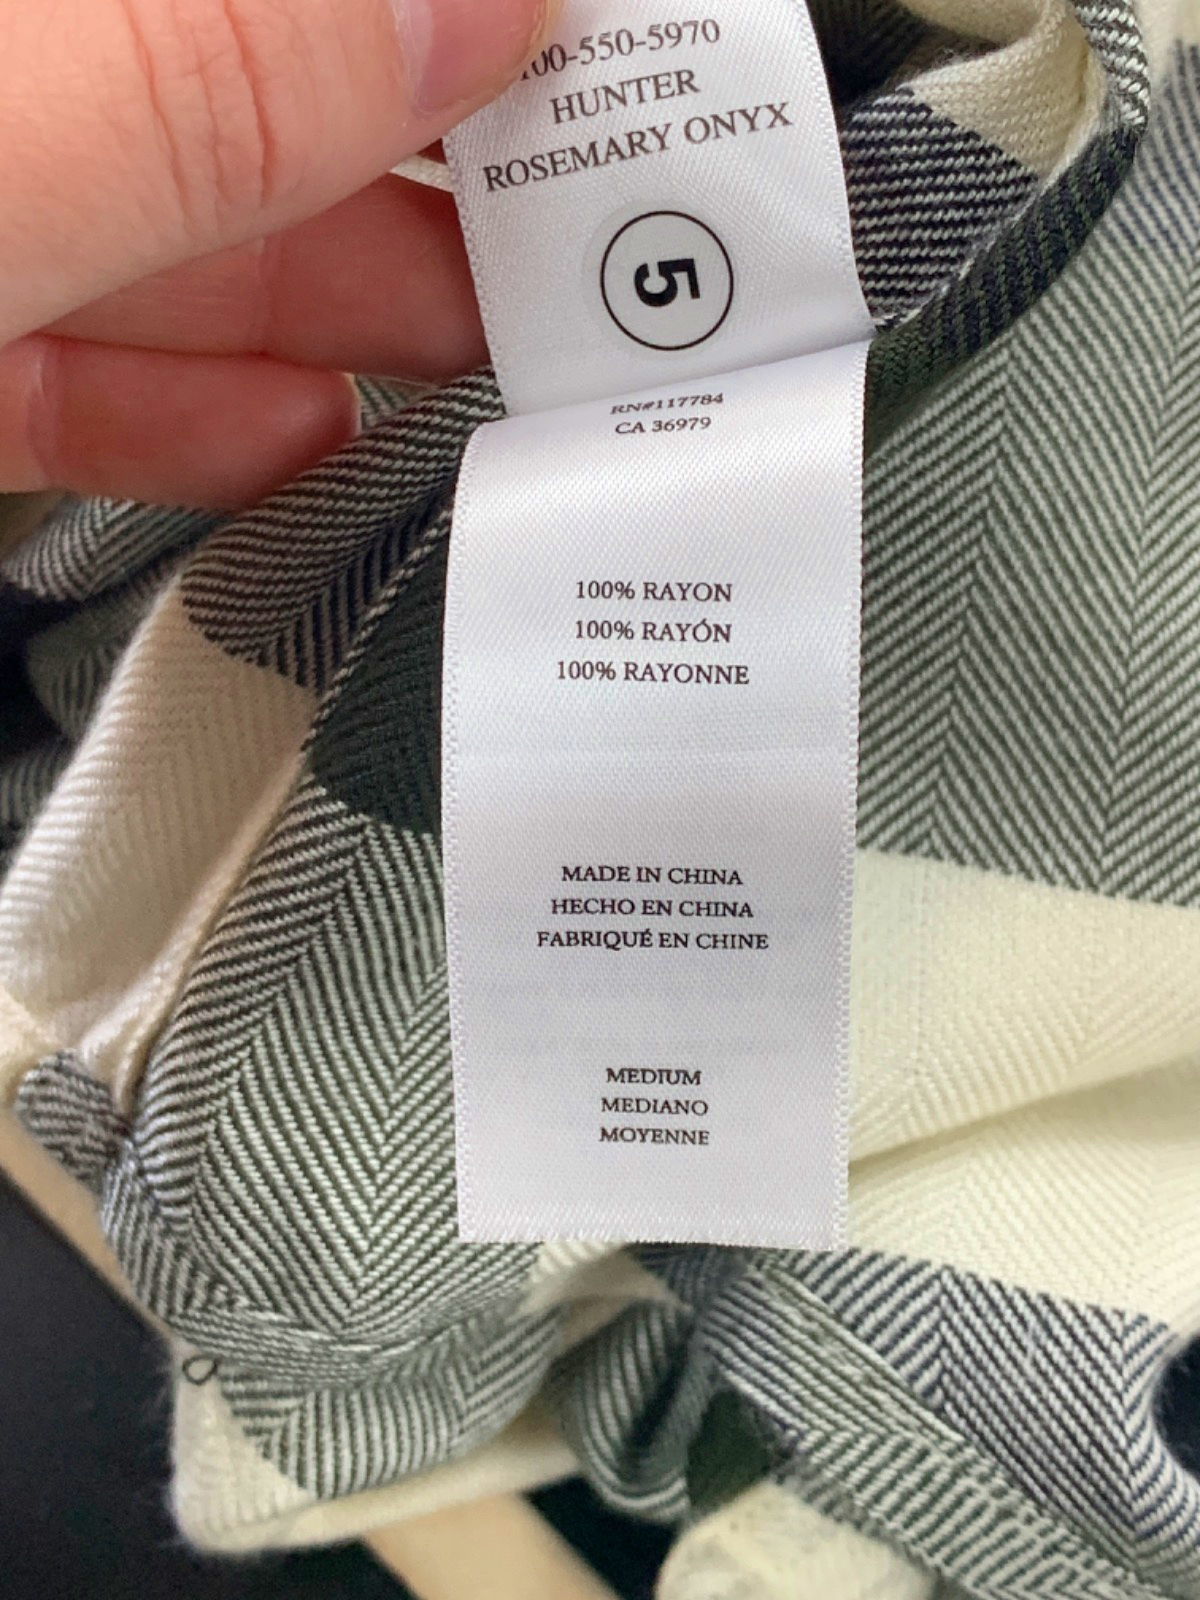 00-550-5970
HUNTER
ROSEMARY ONYX
5
RN#117784
CA 36979
100% RAYON
100% RAYÓN
100% RAYONNE
MADE IN CHINA
HECHO EN CHINA
FABRIQUÉ EN CHINE
MEDIUM
MEDIANO
MOYENNE